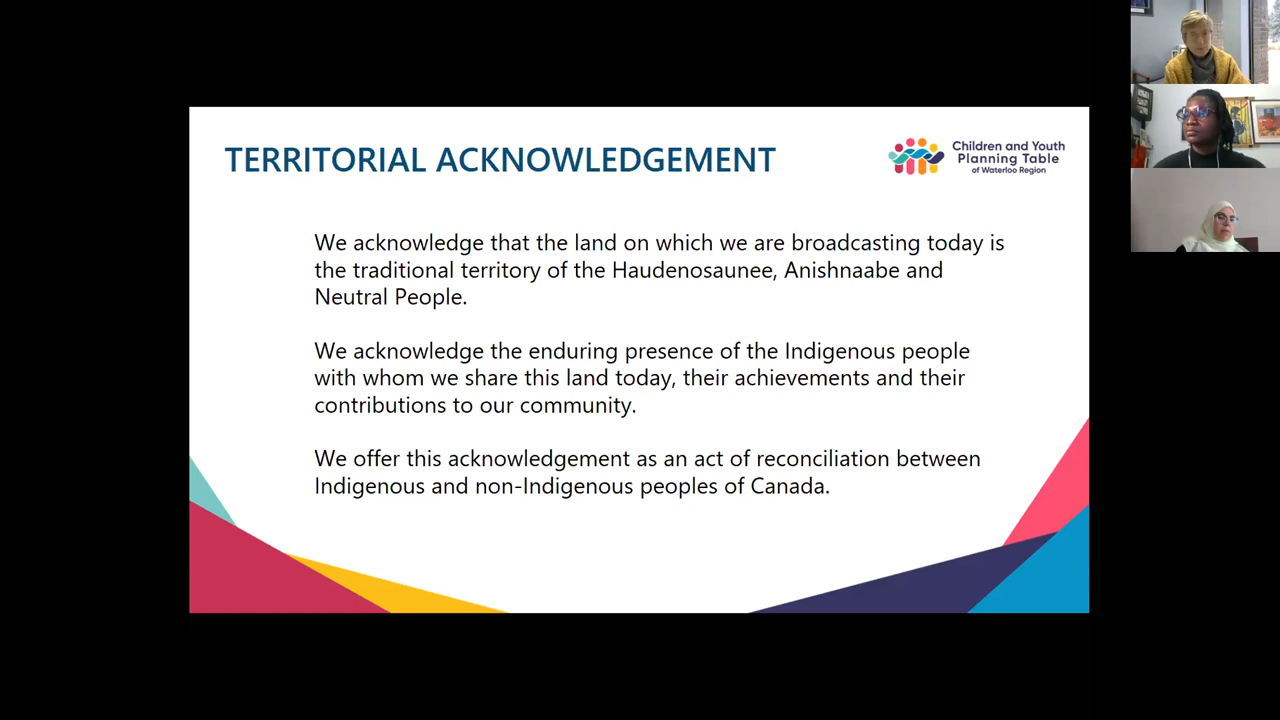 TERRITORIAL ACKNOWLEDGEMENT
Children and Youth
Planning Table
of Waterloo Region
We acknowledge that the land on which we are broadcasting today is
the traditional territory of the Haudenosaunee, Anishnaabe and
Neutral People.
We acknowledge the enduring presence of the Indigenous people
with whom we share this land today, their achievements and their
contributions to our community.
We offer this acknowledgement as an act of reconciliation between
Indigenous and non-Indigenous peoples of Canada.